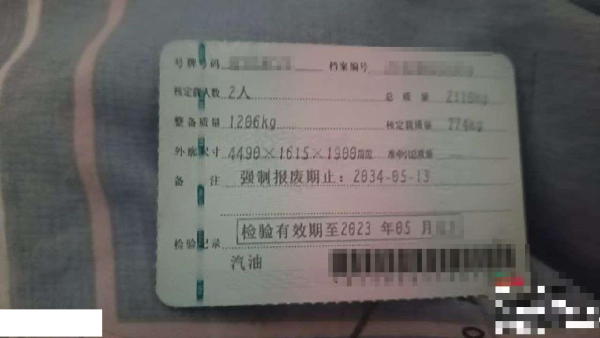 号牌号码 档案编号
核定载人数 2人 总质量
整备质量 1206kg 核定载质量 774kg
外廓尺寸 4490×1615×1900mm 准牵引总质量
备注 强制报废期止：2034-05-13
检验记录 检验有效期至2023 年05 月
汽油